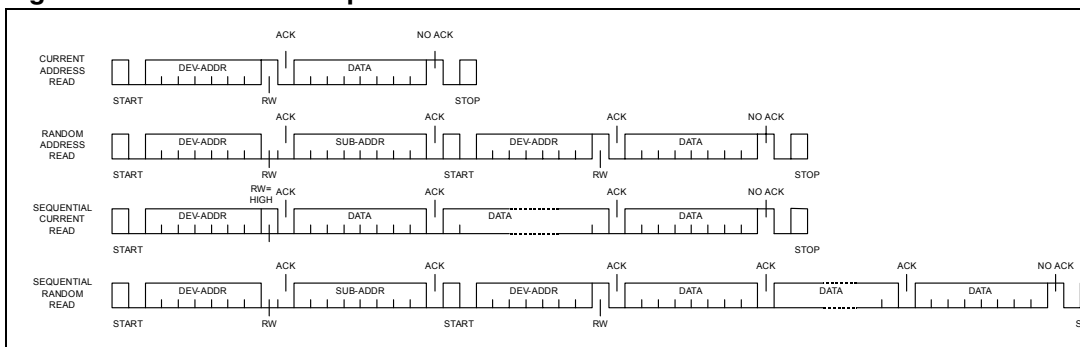 ACK NO ACK
CURRENT
ADDRESS
READ
DEV-ADDR DATA
START RW STOP
ACK ACK ACK NO ACK
RANDOM
ADDRESS
READ
DEV-ADDR SUB-ADDR DEV-ADDR DATA
START RW START RW STOP
RW=
HIGH
ACK ACK ACK NO ACK
SEQUENTIAL
CURRENT
READ
DEV-ADDR DATA DATA DATA
START STOP
ACK ACK ACK ACK ACK NO ACK
SEQUENTIAL
RANDOM
READ
DEV-ADDR SUB-ADDR DEV-ADDR DATA DATA DATA
START RW START RW S